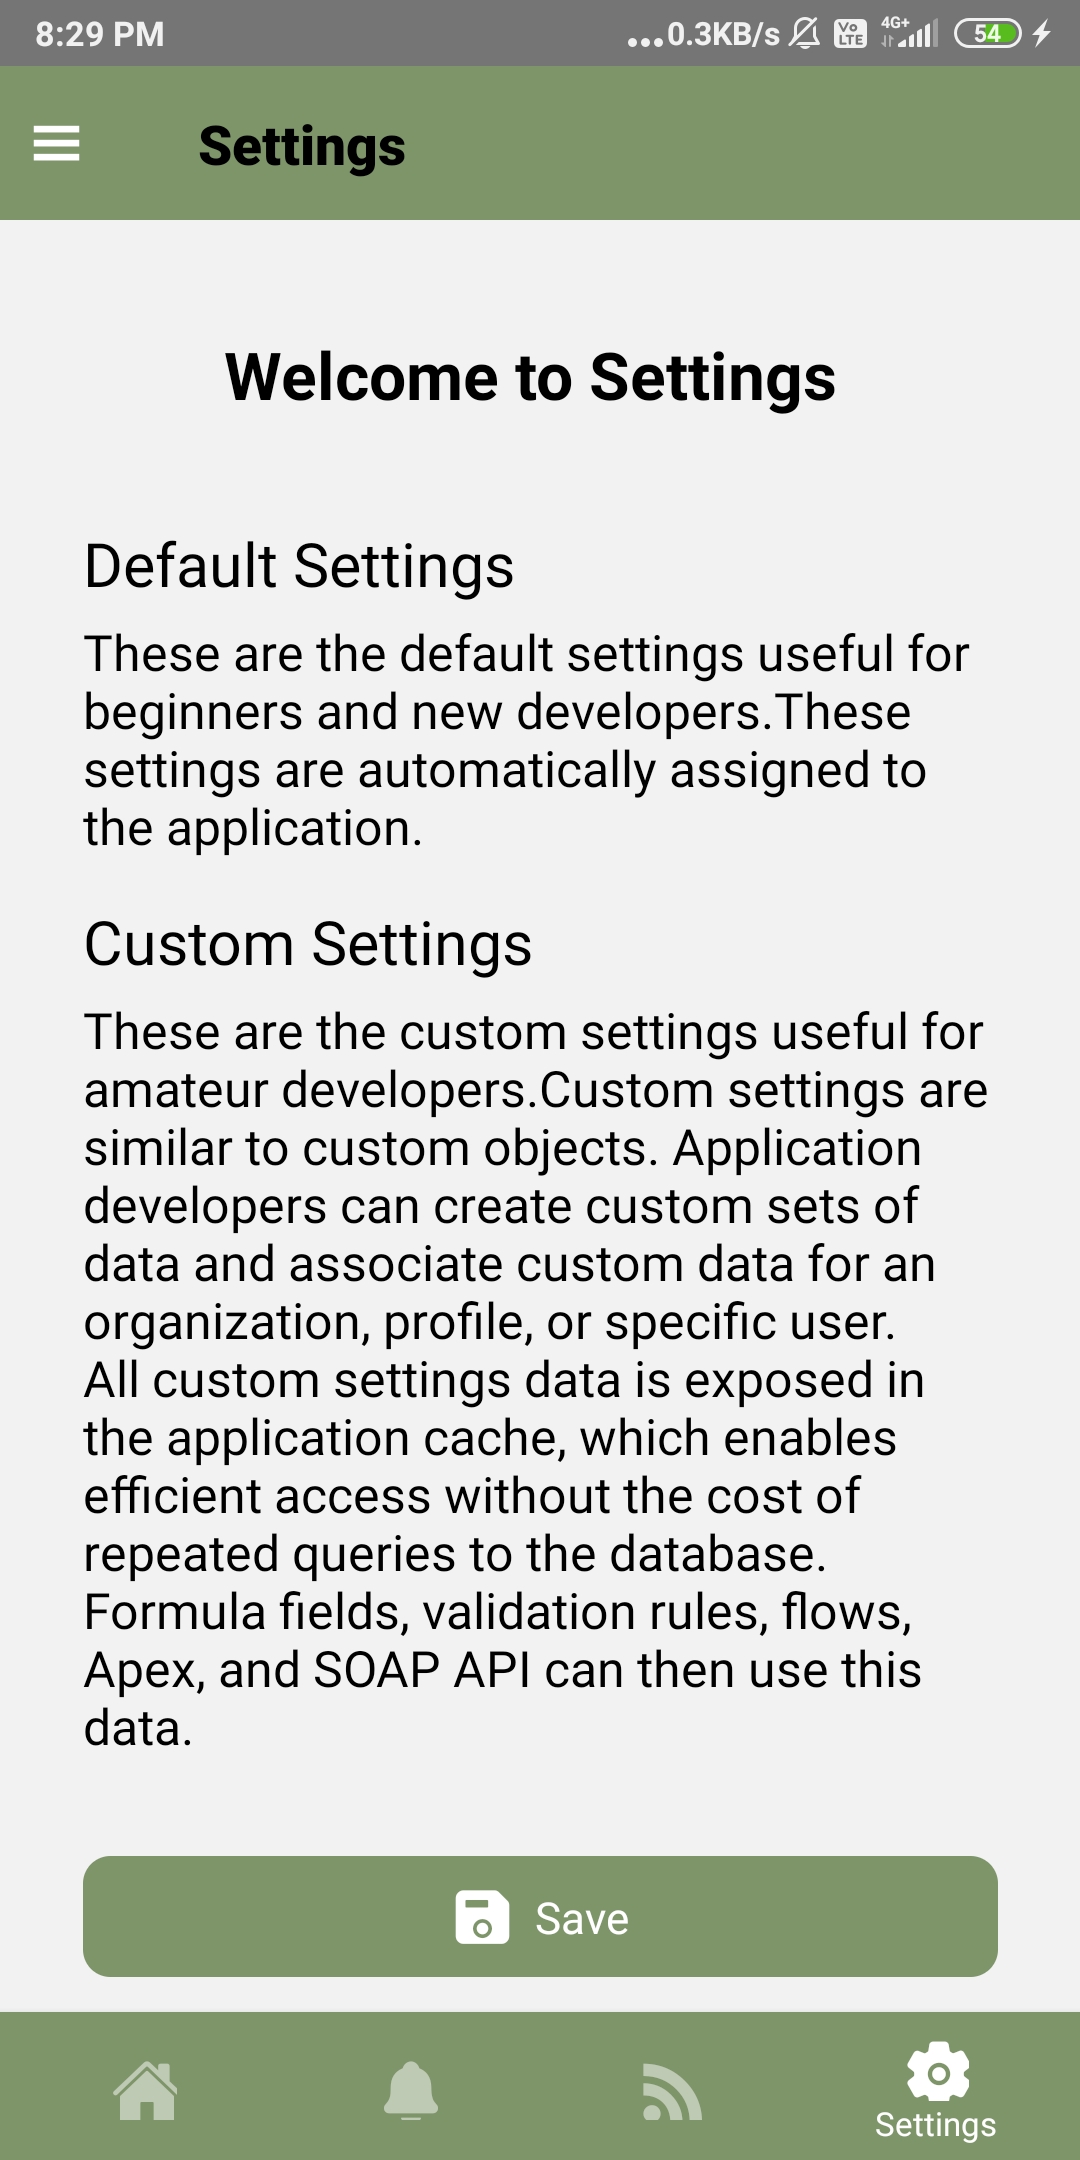 8:29 PM
...0.3KB/s Vo LTE 4G+ 54
Settings
Welcome to Settings
Default Settings
These are the default settings useful for
beginners and new developers.These
settings are automatically assigned to
the application.
Custom Settings
These are the custom settings useful for
amateur developers.Custom settings are
similar to custom objects. Application
developers can create custom sets of
data and associate custom data for an
organization, profile, or specific user.
All custom settings data is exposed in
the application cache, which enables
efficient access without the cost of
repeated queries to the database.
Formula fields, validation rules, flows,
Apex, and SOAP API can then use this
data.
Save
Settings